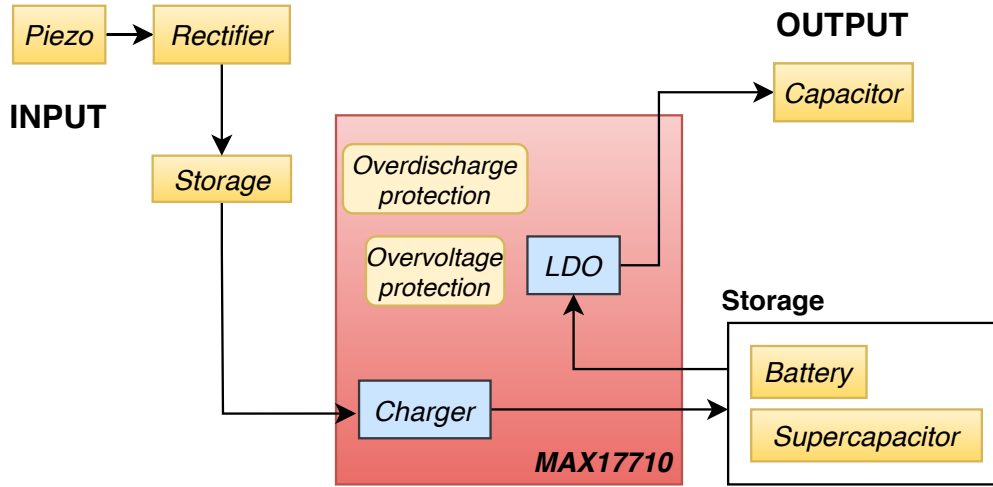 Piezo
Rectifier
OUTPUT
Capacitor
INPUT
Storage
Overdischarge
protection
Overvoltage
protection
LDO
Storage
Battery
Charger
Supercapacitor
MAX17710